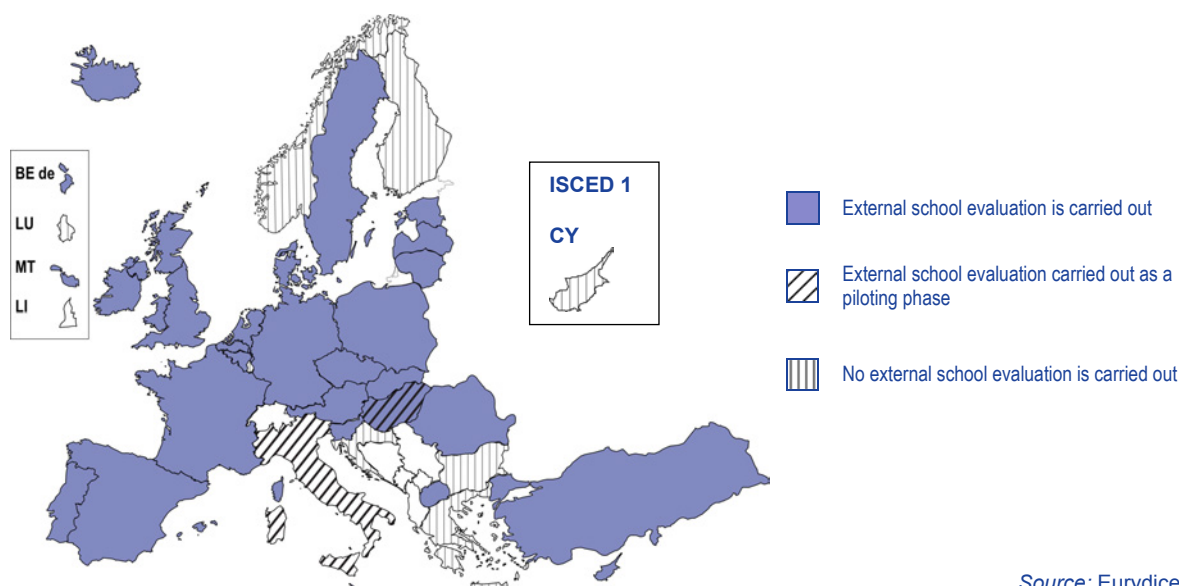 BE de
LU
MT
LI
ISCED 1
CY
External school evaluation is carried out
External school evaluation carried out as a
piloting phase
No external school evaluation is carried out
Source: Eurydice